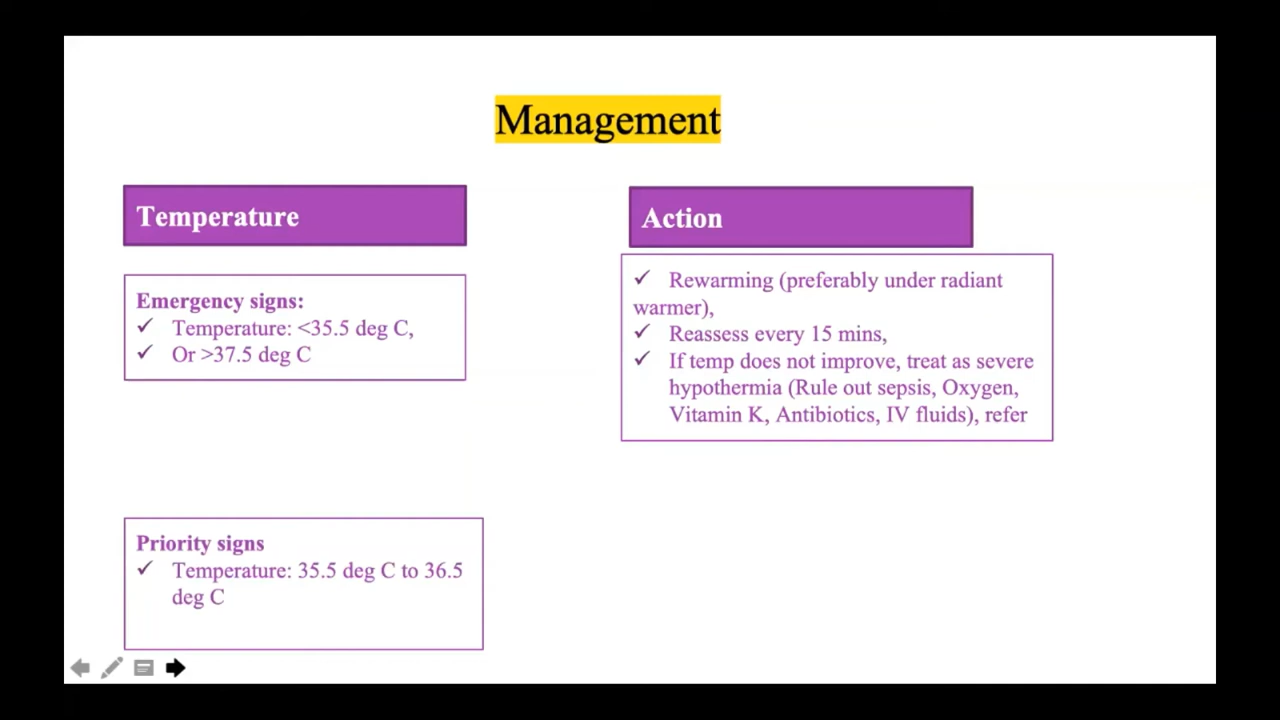 Management
Temperature
Emergency signs:
✓ Temperature: <35.5 deg C,
✓ Or >37.5 deg C
Action
✓ Rewarming (preferably under radiant
warmer),
✓ Reassess every 15 mins,
✓ If temp does not improve, treat as severe
hypothermia (Rule out sepsis, Oxygen,
Vitamin K, Antibiotics, IV fluids), refer
Priority signs
✓ Temperature: 35.5 deg C to 36.5
deg C